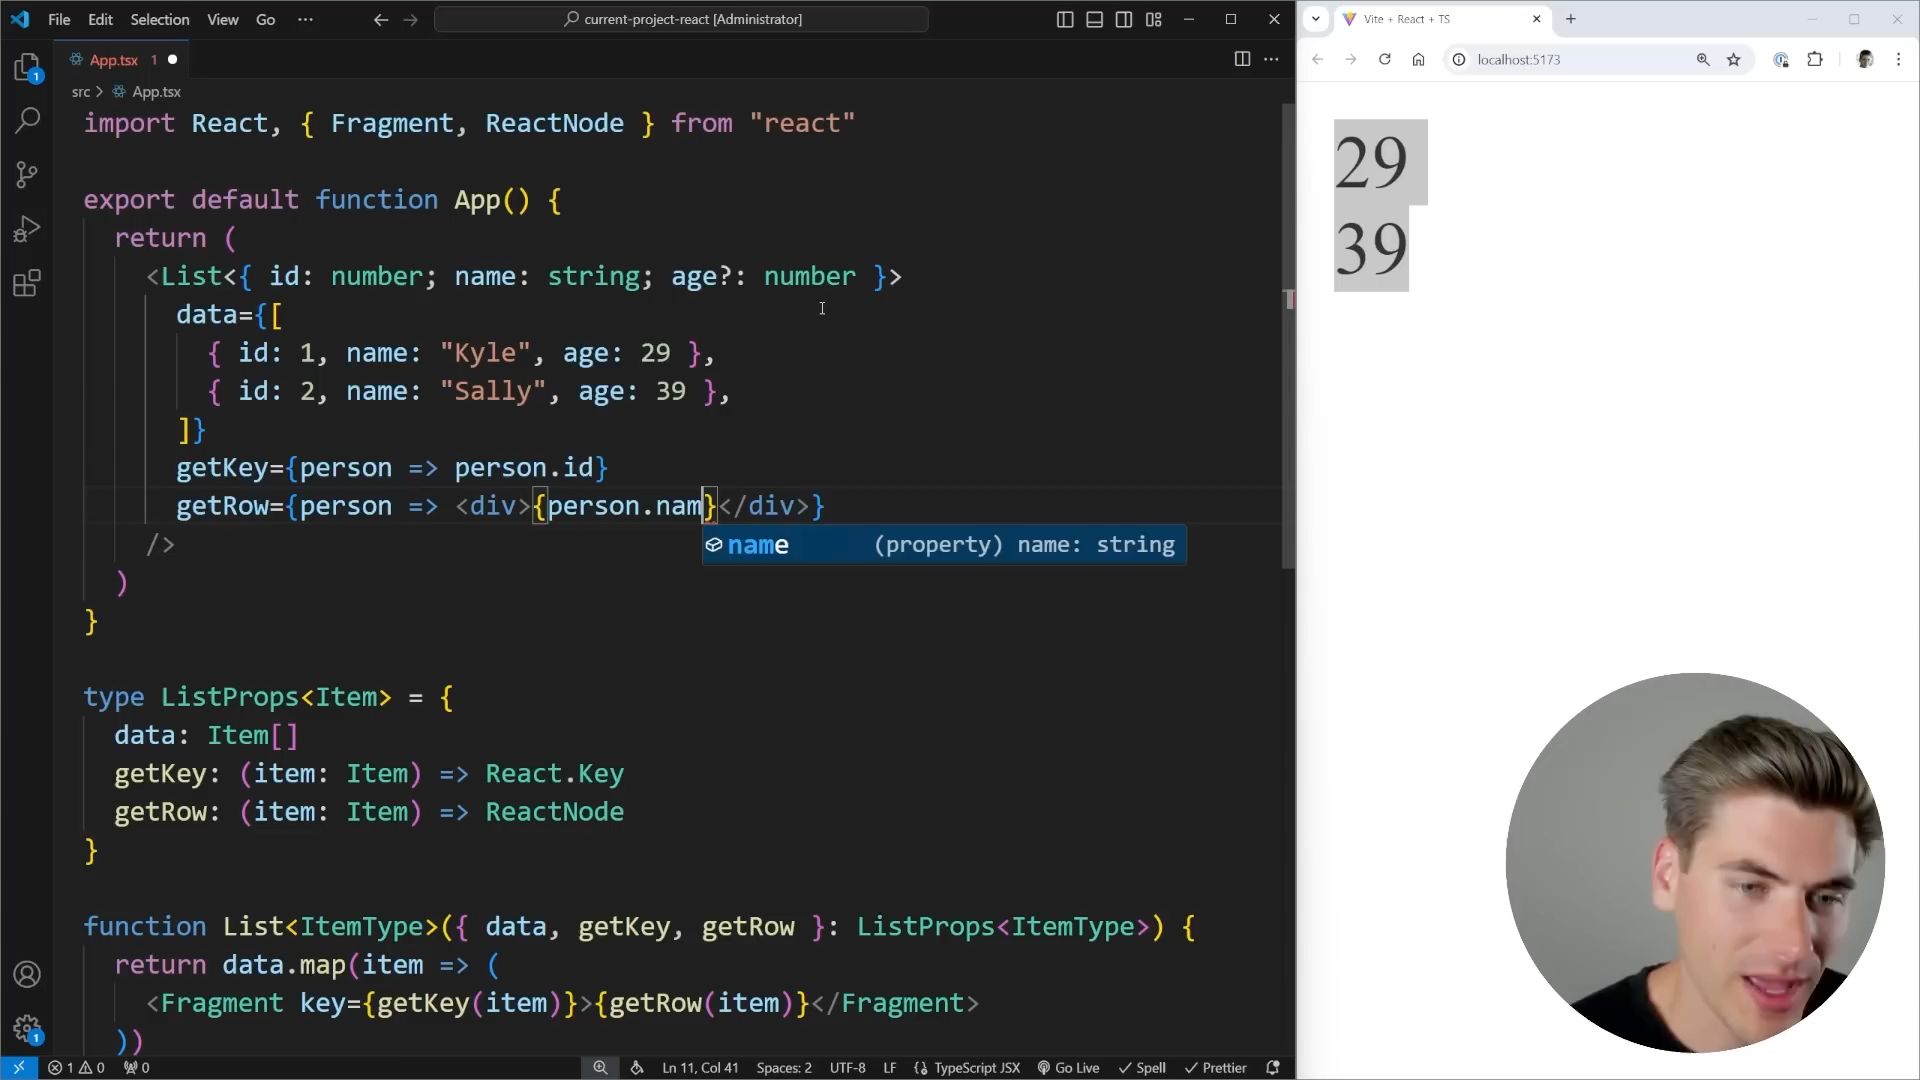 File Edit Selection View Go ··· current-project-react [Administrator]
App.tsx 1
src > App.tsx
import React, { Fragment, ReactNode } from "react"
export default function App() {
return (
<List<{ id: number; name: string; age?: number }>
data={[
{ id: 1, name: "Kyle", age: 29 },
{ id: 2, name: "Sally", age: 39 },
]}
getKey={person => person.id}
getRow={person => <div>{person.nam}</div>}
name (property) name: string
/>
)
}
type ListProps<Item> = {
data: Item[]
getKey: (item: Item) => React.Key
getRow: (item: Item) => ReactNode
}
function List<ItemType>({ data, getKey, getRow }: ListProps<ItemType>) {
return data.map(item => (
<Fragment key={getKey(item)}>{getRow(item)}</Fragment>
))
1
1
1 0 0 Ln 11, Col 41 Spaces: 2 UTF-8 LF {} TypeScript JSX Go Live Spell Prettier
Vite + React + TS
localhost:5173
29
39